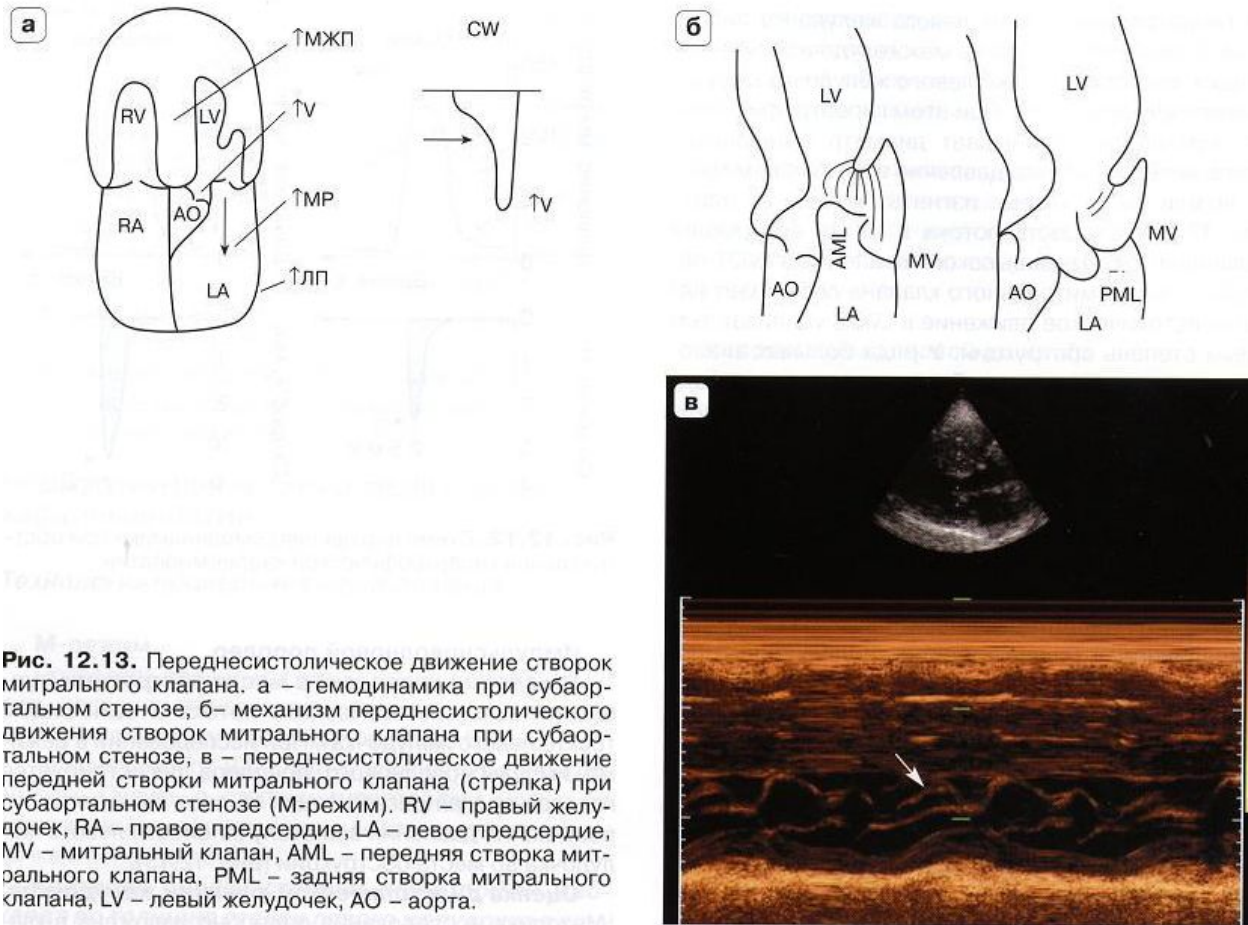 а
RV
LV
RA
AO
LA
↑МЖП
↑V
↑МР
↑ЛП
CW
↑V
б
LV
AO
AML
MV
LA
LV
AO
MV
PML
LA
в
Рис. 12.13. Переднесистолическое движение створок
митрального клапана. а – гемодинамика при субаор-
тальном стенозе, б– механизм переднесистолического
движения створок митрального клапана при субаор-
тальном стенозе, в – переднесистолическое движение
передней створки митрального клапана (стрелка) при
субаортальном стенозе (М-режим). RV – правый желу-
дочек, RA – правое предсердие, LA – левое предсердие,
MV – митральный клапан, AML – передняя створка мит-
рального клапана, PML – задняя створка митрального
клапана, LV – левый желудочек, AO – аорта.